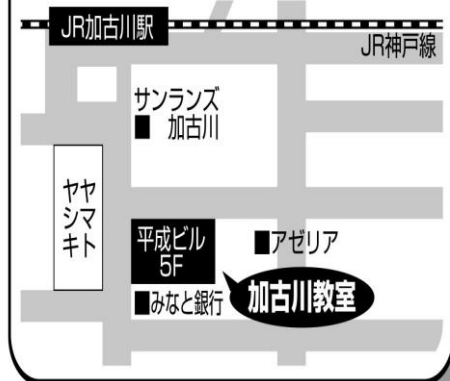 JR加古川駅
JR神戸線
サンランズ
■ 加古川
ヤマト
ヤシキ
平成ビル
5F
■アゼリア
■みなと銀行
加古川教室